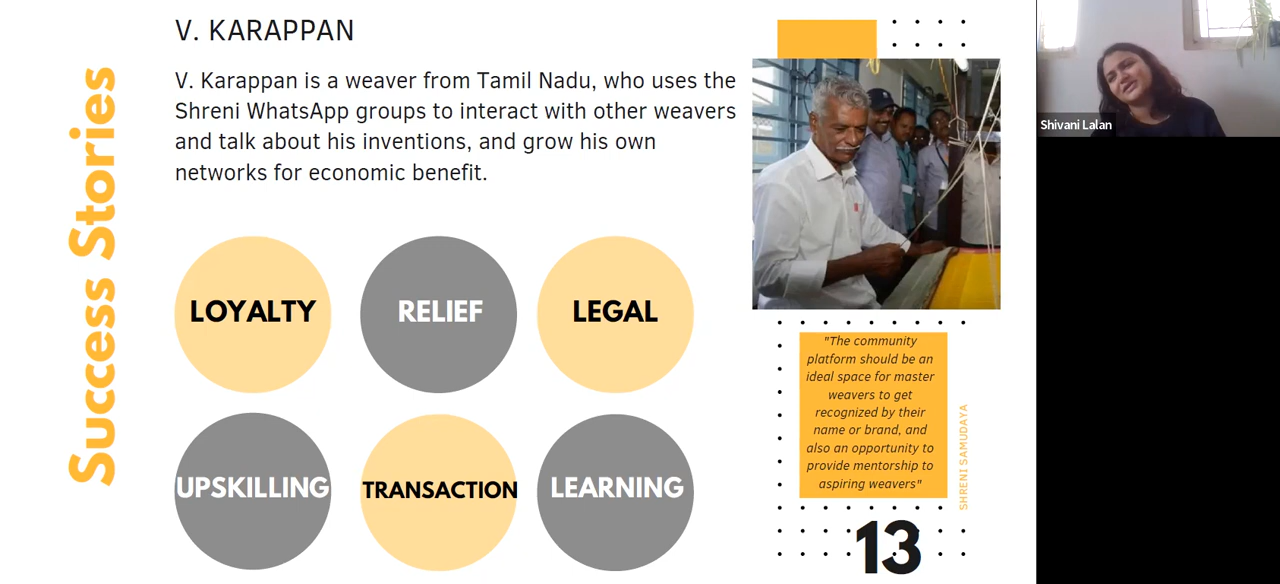 Success Stories
V. KARAPPAN
V. Karappan is a weaver from Tamil Nadu, who uses the
Shreni WhatsApp groups to interact with other weavers
and talk about his inventions, and grow his own
networks for economic benefit.
LOYALTY
RELIEF
LEGAL
UPSKILLING
TRANSACTION
LEARNING
"The community
platform should be an
ideal space for master
weavers to get
recognized by their
name or brand, and
also an opportunity to
provide mentorship to
aspiring weavers"
SHRENI SAMUDAYA
13
Shivani Lalan